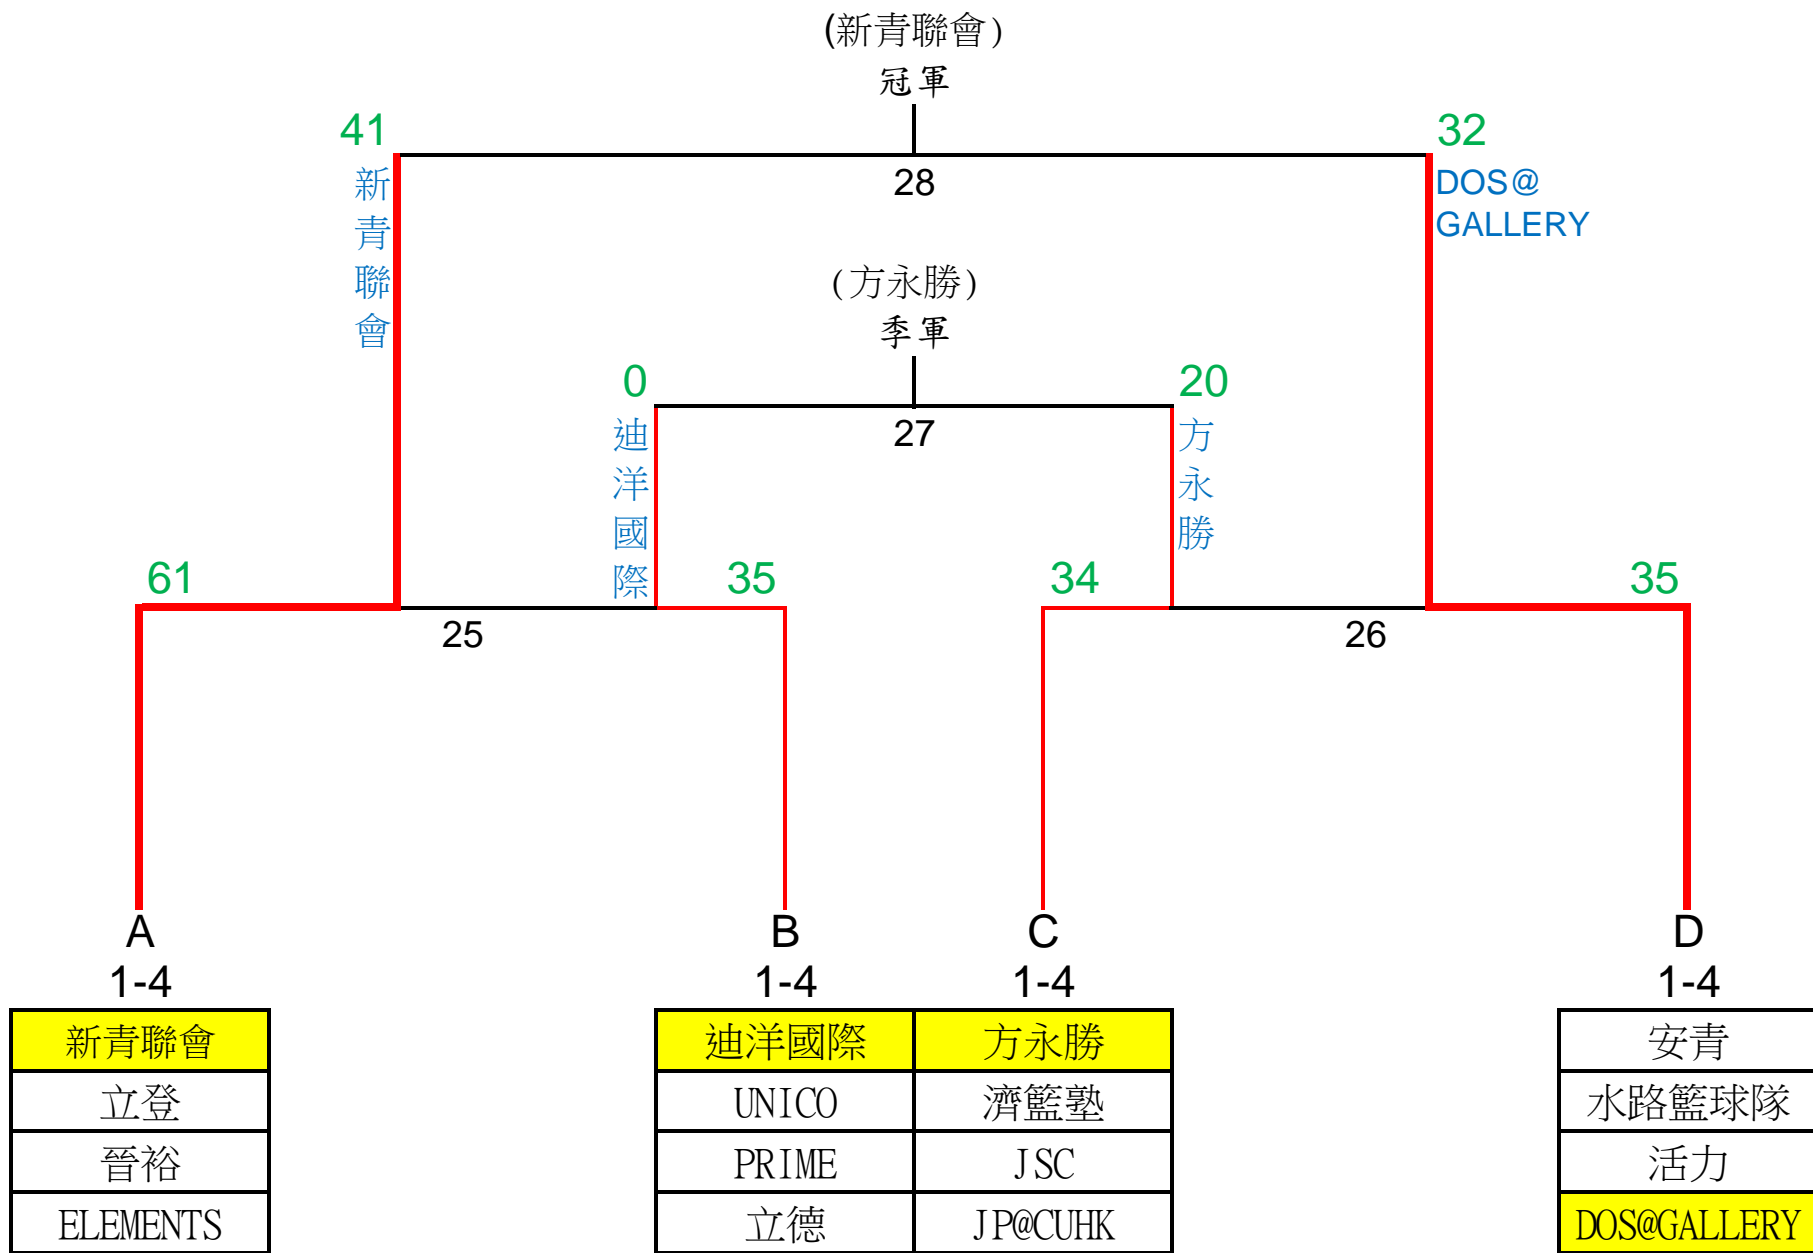 (新青聯會)
冠軍
41
32
28
新青聯會
DOS@
GALLERY
(方永勝)
季軍
0
20
27
迪洋國際
方永勝
61
35
34
35
25
26
A
B
C
D
1-4
1-4
1-4
1-4
新青聯會
迪洋國際
方永勝
安青
立登
UNICO
濟籃塾
水路籃球隊
晉裕
PRIME
JSC
活力
ELEMENTS
立德
JP@CUHK
DOS@GALLERY